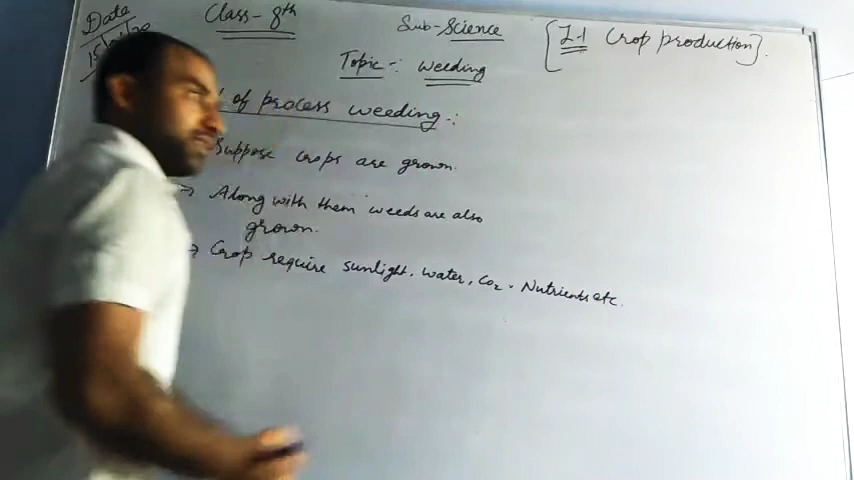 Date
Class-8th
Sub-Science
[L-1 Crop production].
Topic-: Weeding
of process weeding.:
Suppose crops are grown.
→ Along with them weeds are also
grown.
→ Crop require sunlight, water, CO2. Nutrients etc.